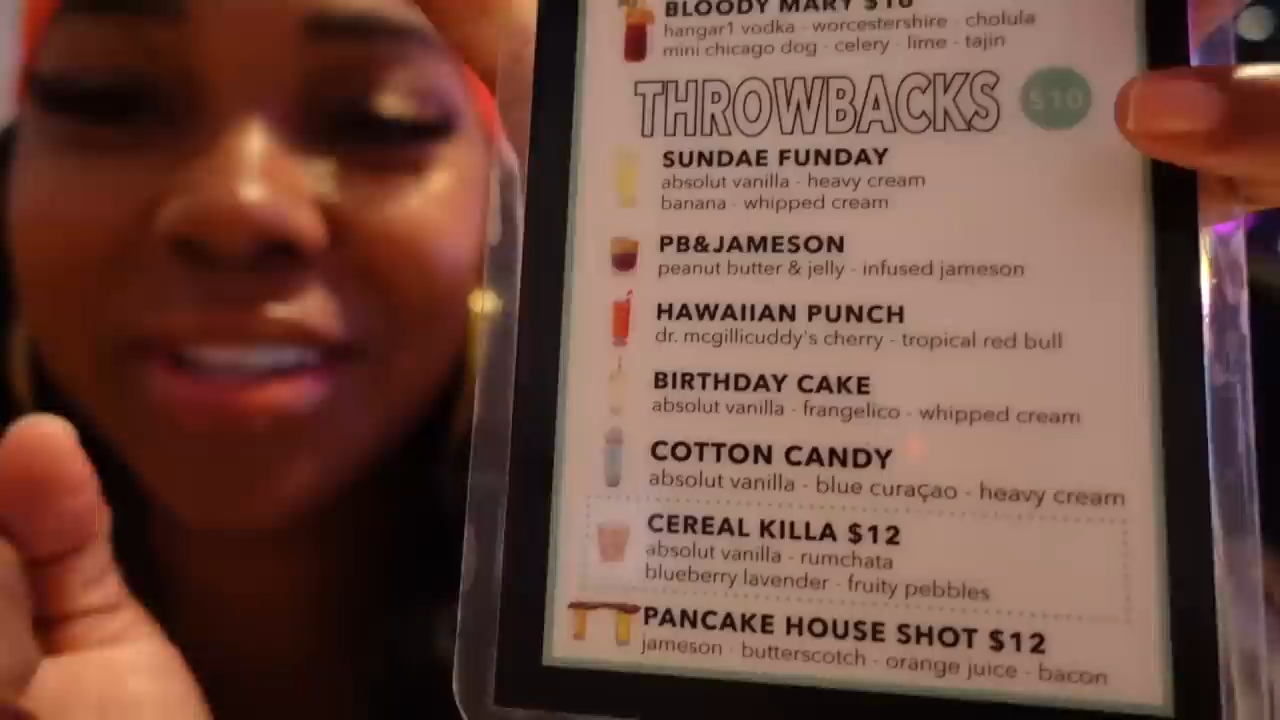 BLOODY MARY $16
hangar1 vodka - worcestershire - cholula
mini chicago dog - celery - lime - tajin
THROWBACKS $10
SUNDAE FUNDAY
absolut vanilla - heavy cream
banana - whipped cream
PB&JAMESON
peanut butter & jelly - infused jameson
HAWAIIAN PUNCH
dr. mcgillicuddy's cherry - tropical red bull
BIRTHDAY CAKE
absolut vanilla - frangelico - whipped cream
COTTON CANDY
absolut vanilla - blue curaçao - heavy cream
CEREAL KILLA $12
absolut vanilla - rumchata
blueberry lavender - fruity pebbles
PANCAKE HOUSE SHOT $12
jameson - butterscotch - orange juice - bacon